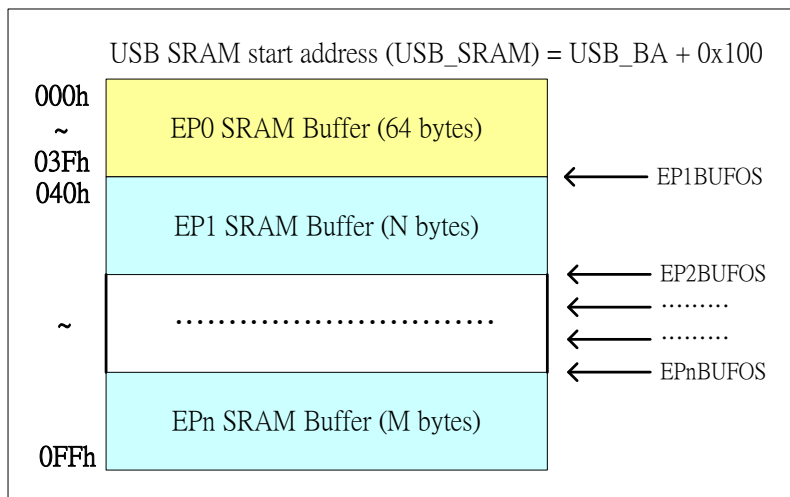 USB SRAM start address (USB_SRAM) = USB_BA + 0x100
000h
~
03Fh
EP0 SRAM Buffer (64 bytes)
EP1BUFOS
040h
EP1 SRAM Buffer (N bytes)
EP2BUFOS
.........
~
..............................
.........
EPnBUFOS
EPn SRAM Buffer (M bytes)
0FFh